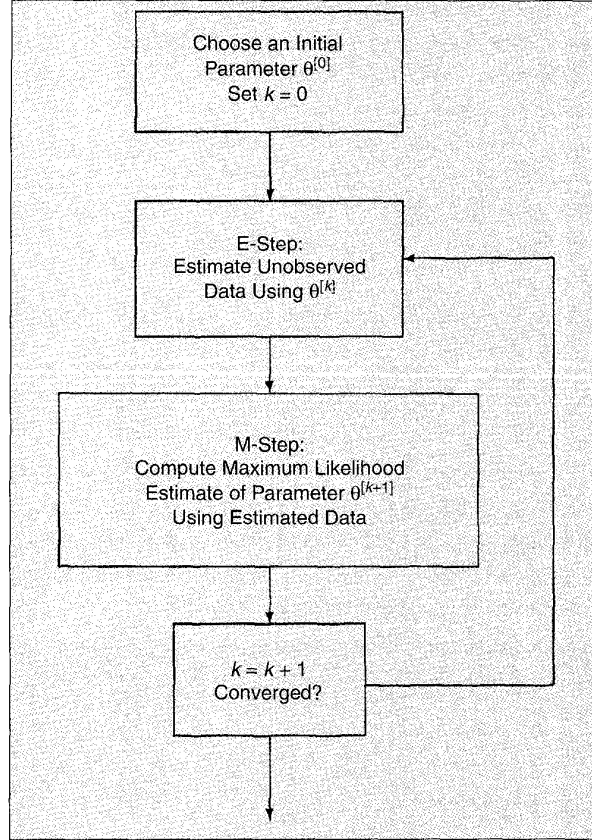 Choose an Initial
Parameter θ[0]
Set k = 0
E-Step:
Estimate Unobserved
Data Using θ[k]
M-Step:
Compute Maximum Likelihood
Estimate of Parameter θ[k+1]
Using Estimated Data
k = k + 1
Converged?